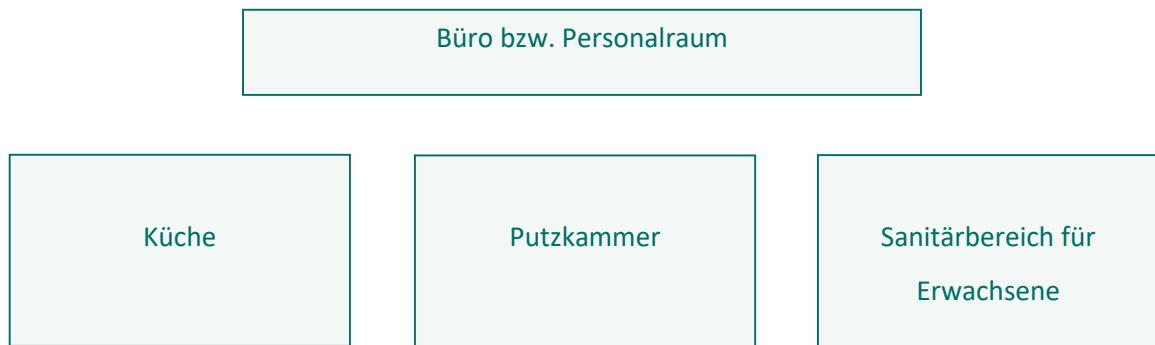 Büro bzw. Personalraum
Küche
Putzkammer
Sanitärbereich für
Erwachsene